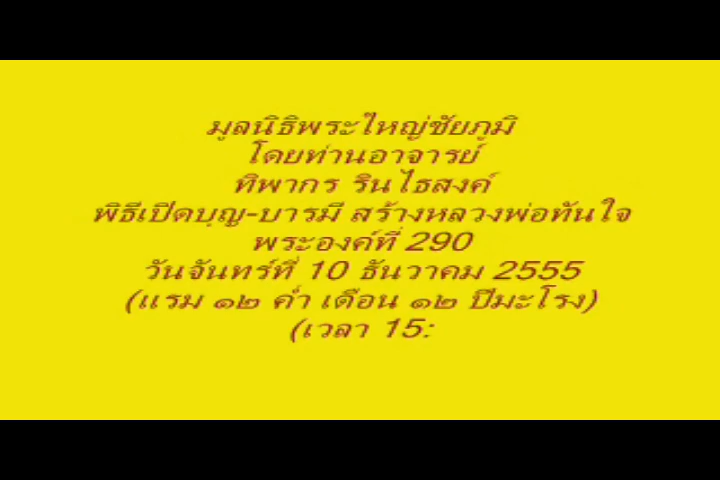 มูลนิธิพระใหญ่ชัยภูมิ
โดยท่านอาจารย์
ทิพากร รินไธสงค์
พิธีเปิดบุญ-บารมี สร้างหลวงพ่อทันใจ
พระองค์ที่ 290
วันจันทร์ที่ 10 ธันวาคม 2555
(แรม ๑๒ ค่ำ เดือน ๑๒ ปีมะโรง)
(เวลา 15: